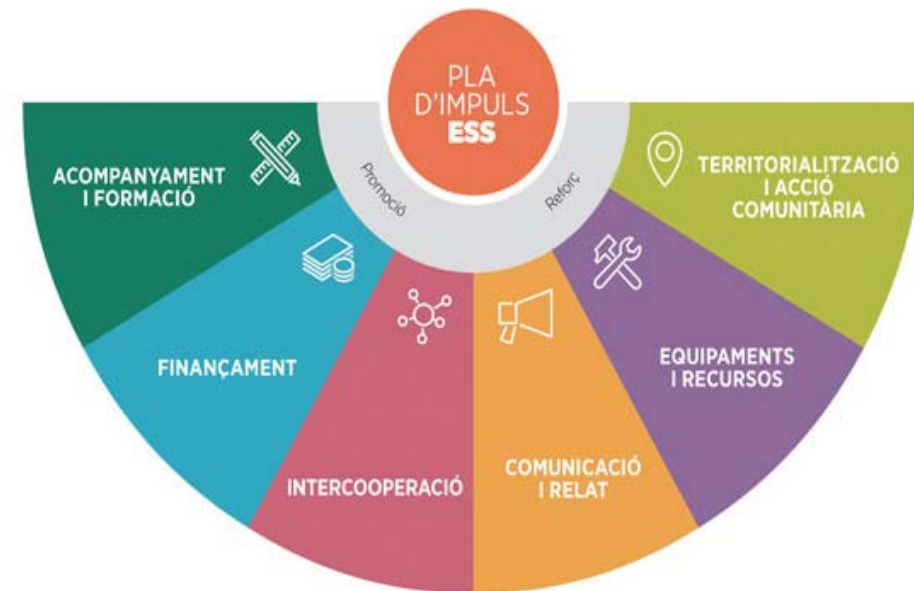 PLA
D'IMPULS
ESS
Promoció
Reforç
ACOMPANYAMENT
I FORMACIÓ
FINANÇAMENT
INTERCOOPERACIÓ
COMUNICACIÓ
I RELAT
EQUIPAMENTS
I RECURSOS
TERRITORIALITZACIÓ
I ACCIÓ
COMUNITÀRIA